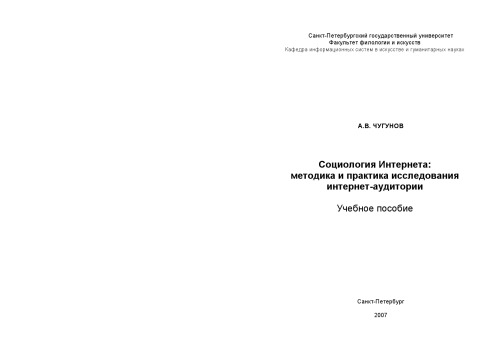 Санкт-Петербургский государственный университет
Факультет филологии и искусств
Кафедра информационных систем в искусстве и гуманитарных науках
А.В. ЧУГУНОВ
Социология Интернета:
методика и практика исследования
интернет-аудитории
Учебное пособие
Санкт-Петербург
2007